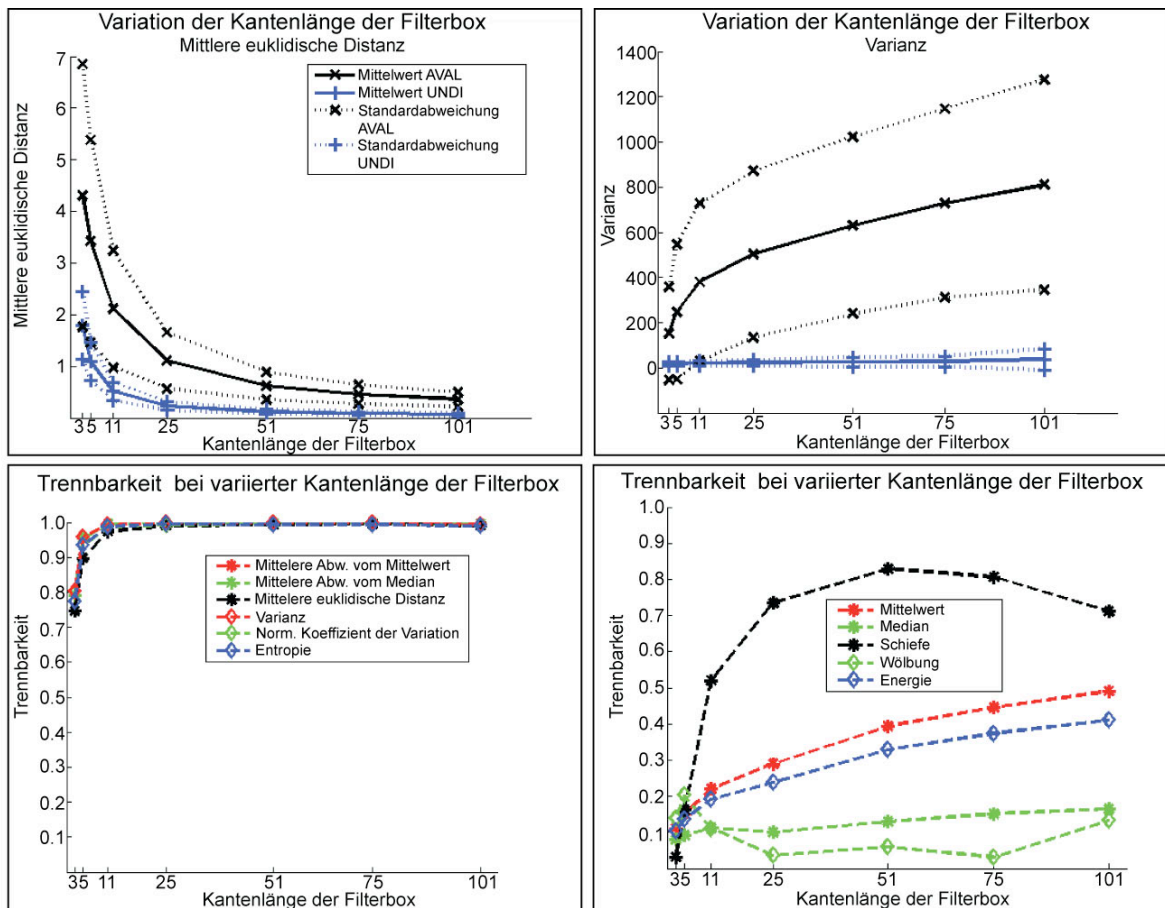 Variation der Kantenlänge der Filterbox
Mittlere euklidische Distanz
Mittlere euklidische Distanz
7
6
5
4
3
2
1
Mittelwert AVAL
Mittelwert UNDI
Standardabweichung
AVAL
Standardabweichung
UNDI
3 5 11 25 51 75 101
Kantenlänge der Filterbox
Variation der Kantenlänge der Filterbox
Varianz
Varianz
1400
1200
1000
800
600
400
200
0
3 5 11 25 51 75 101
Kantenlänge der Filterbox
Trennbarkeit bei variierter Kantenlänge der Filterbox
Trennbarkeit
1.0
0.9
0.8
0.7
0.6
0.5
0.4
0.3
0.2
0.1
Mittelere Abw. vom Mittelwert
Mittelere Abw. vom Median
Mittelere euklidische Distanz
Varianz
Norm. Koeffizient der Variation
Entropie
35 11 25 51 75 101
Kantenlänge der Filterbox
Trennbarkeit bei variierter Kantenlänge der Filterbox
Trennbarkeit
1.0
0.9
0.8
0.7
0.6
0.5
0.4
0.3
0.2
0.1
Mittelwert
Median
Schiefe
Wölbung
Energie
35 11 25 51 75 101
Kantenlänge der Filterbox